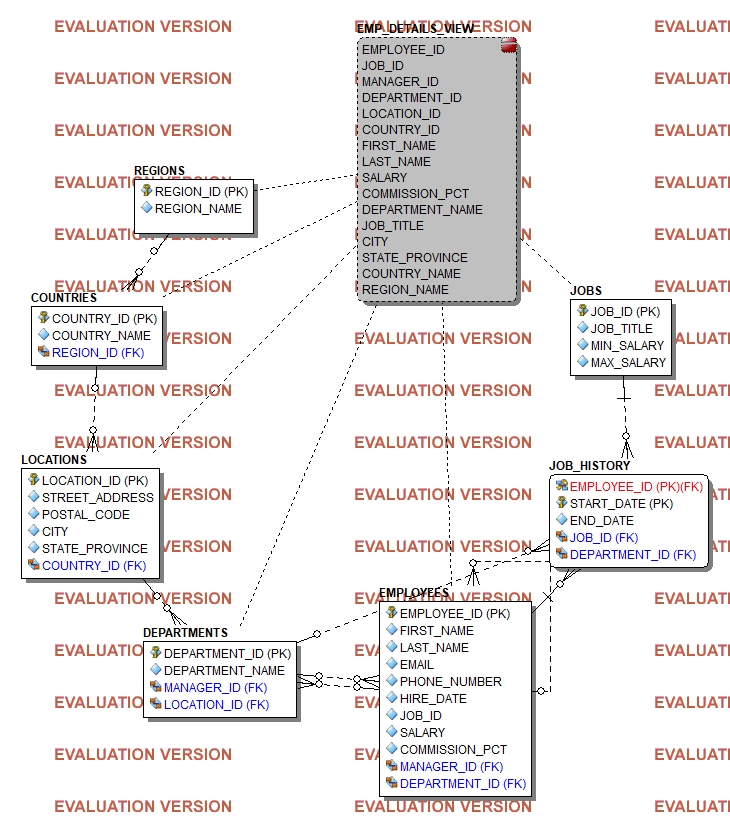 EVALUATION VERSION EVALUATION VERSION EVALUATI
EMP_DETAILS_VIEW
EMPLOYEE_ID
JOB_ID
MANAGER_ID
DEPARTMENT_ID
LOCATION_ID
COUNTRY_ID
FIRST_NAME
LAST_NAME
SALARY
COMMISSION_PCT
DEPARTMENT_NAME
JOB_TITLE
CITY
STATE_PROVINCE
COUNTRY_NAME
REGION_NAME
REGIONS
REGION_ID (PK)
REGION_NAME
COUNTRIES
COUNTRY_ID (PK)
COUNTRY_NAME
REGION_ID (FK)
JOBS
JOB_ID (PK)
JOB_TITLE
MIN_SALARY
MAX_SALARY
LOCATIONS
LOCATION_ID (PK)
STREET_ADDRESS
POSTAL_CODE
CITY
STATE_PROVINCE
COUNTRY_ID (FK)
JOB_HISTORY
EMPLOYEE_ID (PK)(FK)
START_DATE (PK)
END_DATE
JOB_ID (FK)
DEPARTMENT_ID (FK)
DEPARTMENTS
DEPARTMENT_ID (PK)
DEPARTMENT_NAME
MANAGER_ID (FK)
LOCATION_ID (FK)
EMPLOYEES
EMPLOYEE_ID (PK)
FIRST_NAME
LAST_NAME
EMAIL
PHONE_NUMBER
HIRE_DATE
JOB_ID
SALARY
COMMISSION_PCT
MANAGER_ID (FK)
DEPARTMENT_ID (FK)